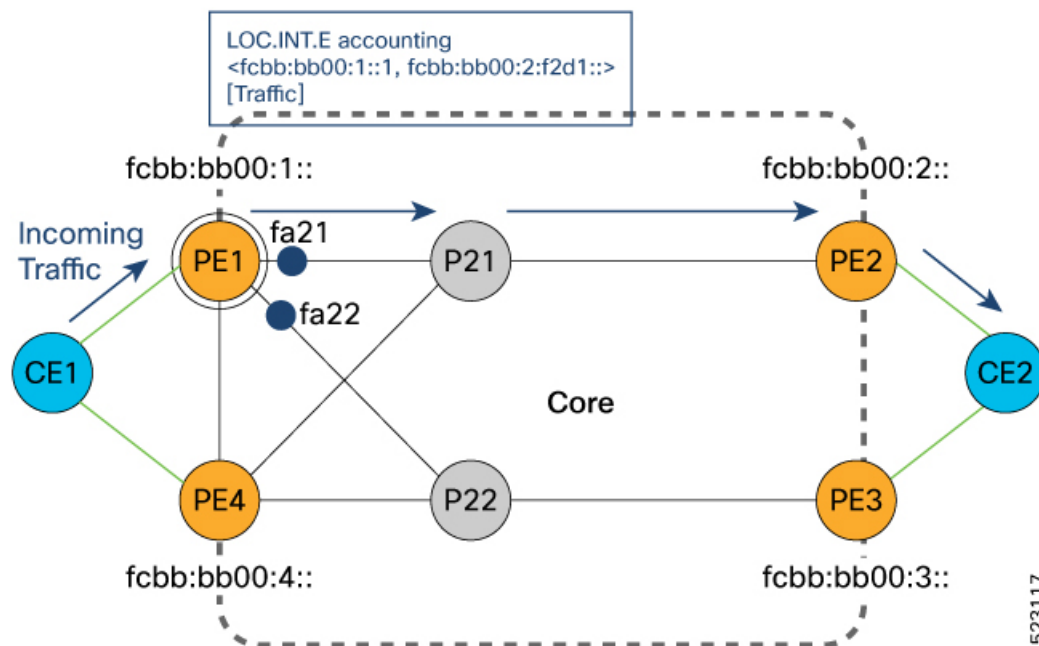 LOC.INT.E accounting
<fcbb:bb00:1::1, fcbb:bb00:2:f2d1::>
[Traffic]
fcbb:bb00:1::
fcbb:bb00:2::
Incoming
Traffic
PE1
fa21
P21
PE2
fa22
CE1
CE2
Core
PE4
P22
PE3
fcbb:bb00:4::
fcbb:bb00:3::
523117